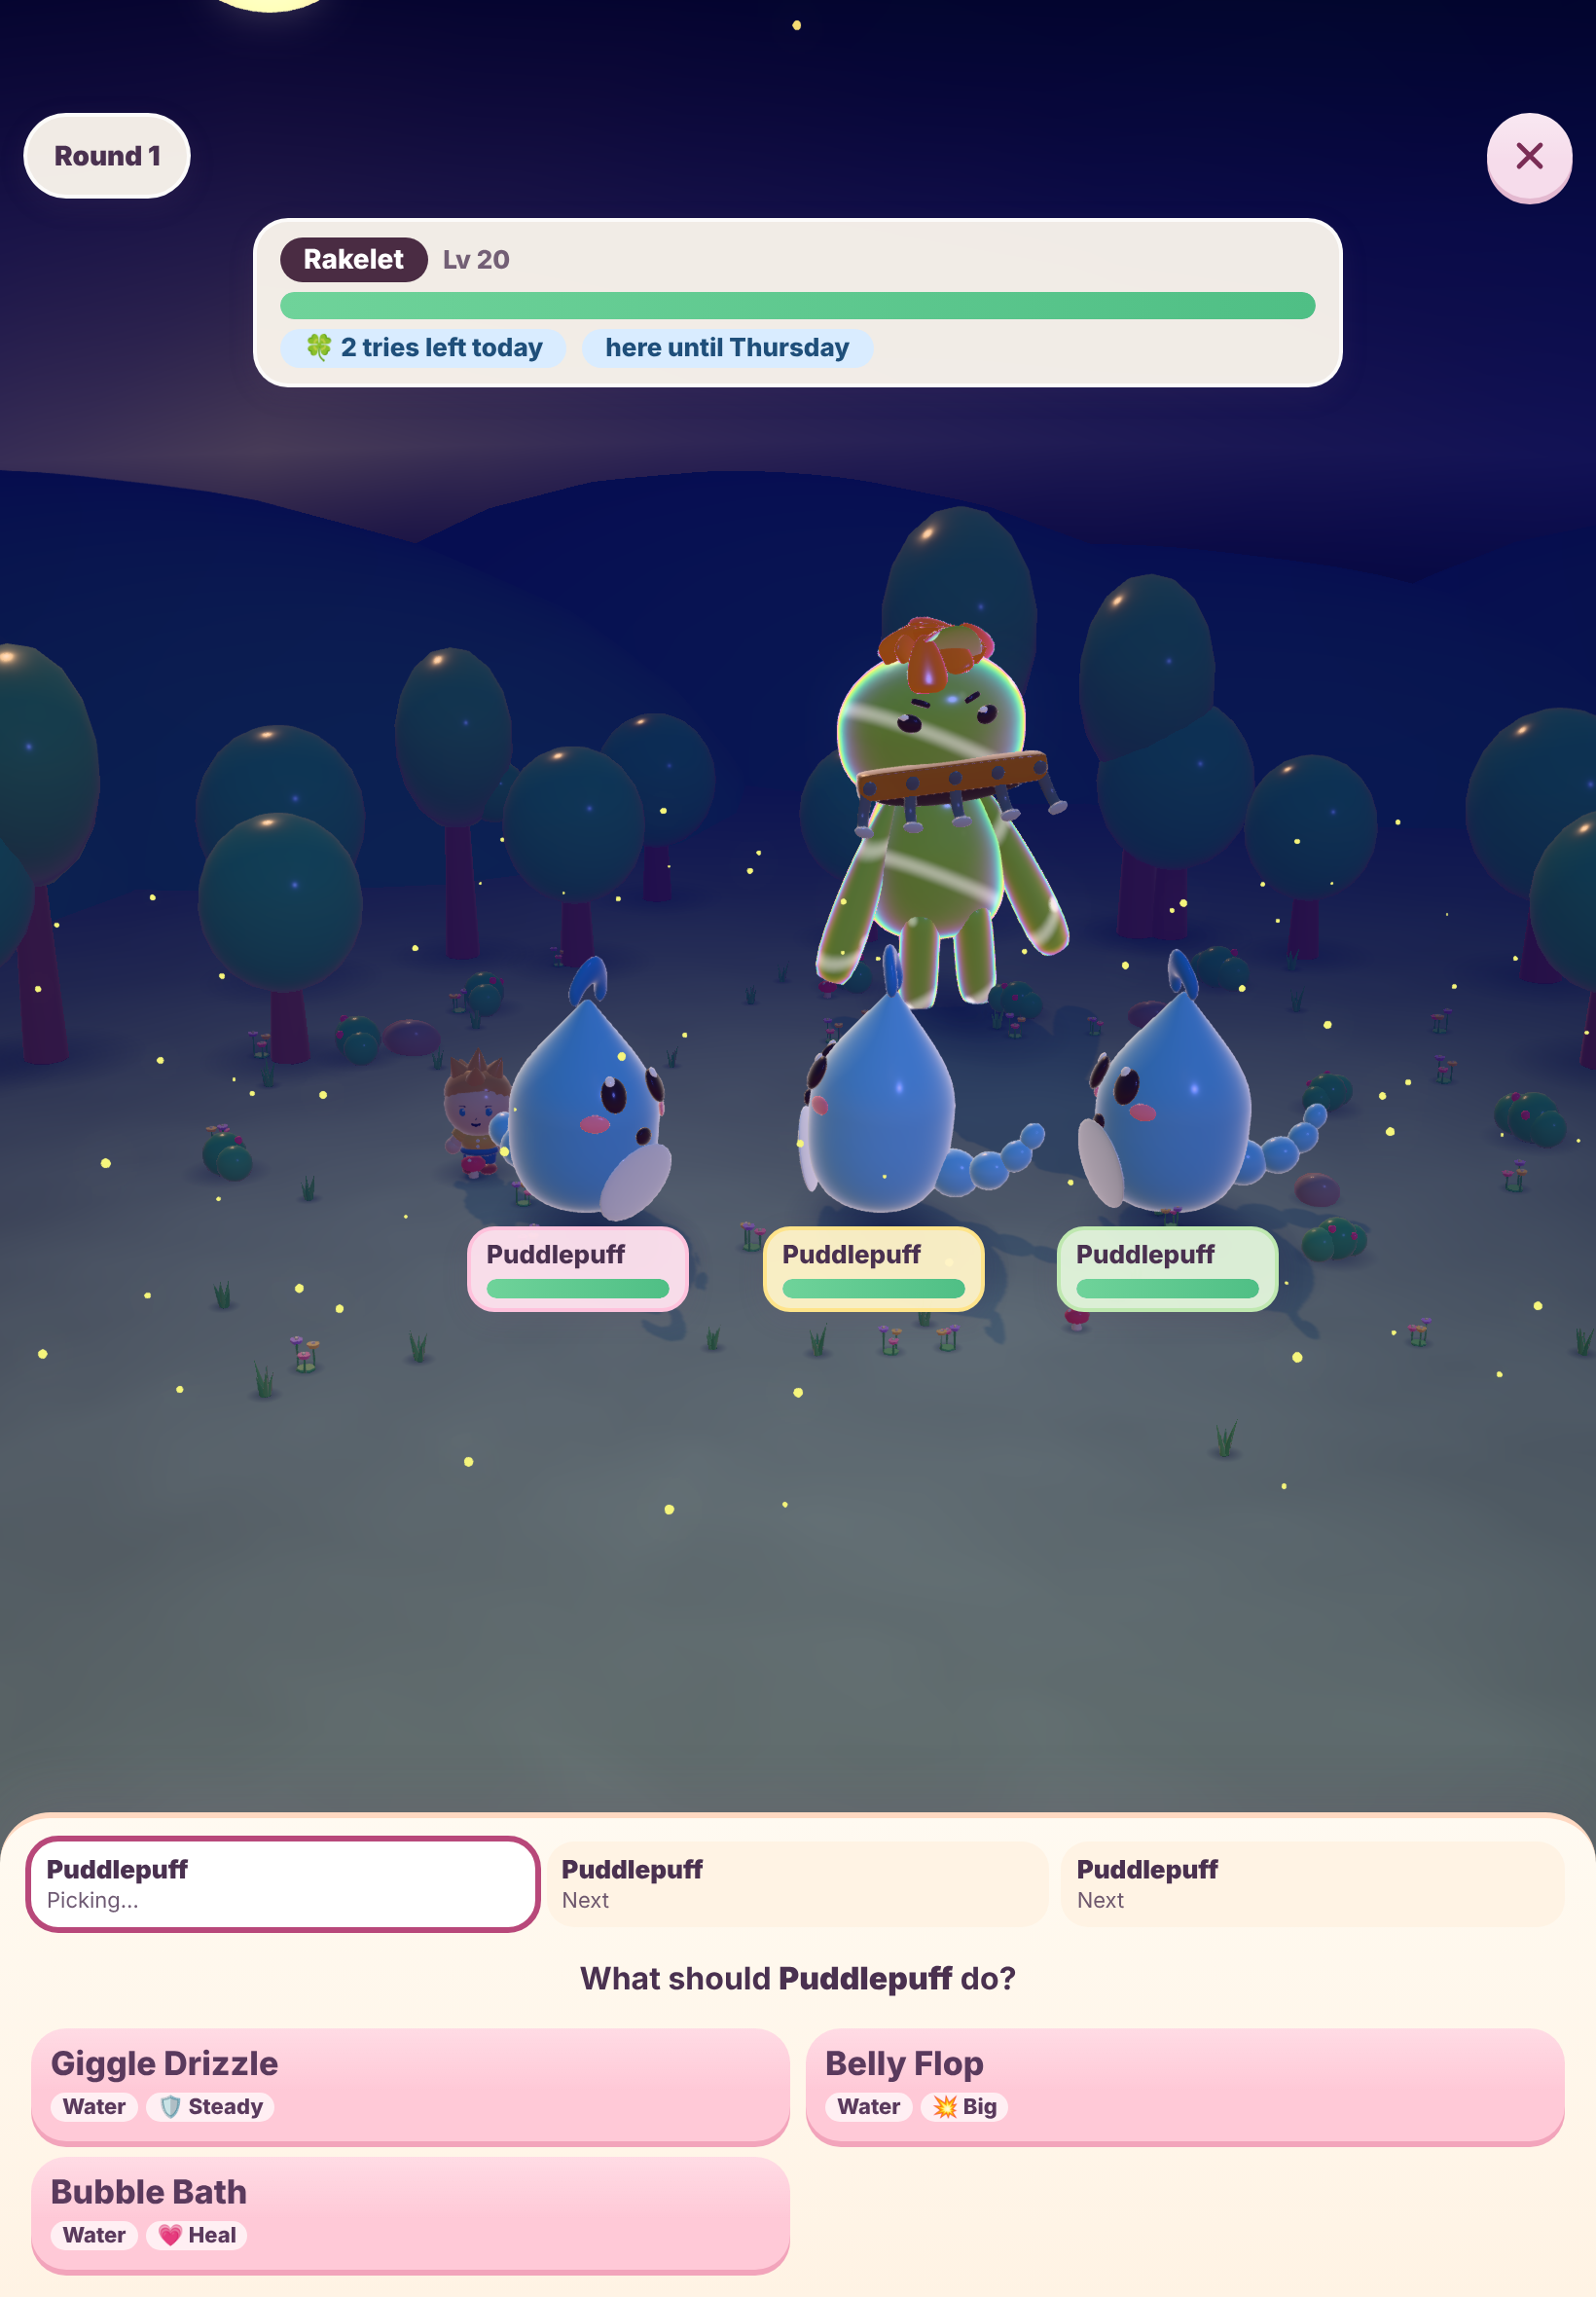 Round 1
Rakelet Lv 20
🍀 2 tries left today here until Thursday
Puddlepuff Puddlepuff Puddlepuff
Puddlepuff Puddlepuff Puddlepuff
Picking... Next Next
What should Puddlepuff do?
Giggle Drizzle Belly Flop
Water 🛡️ Steady Water 💥 Big
Bubble Bath
Water 💗 Heal